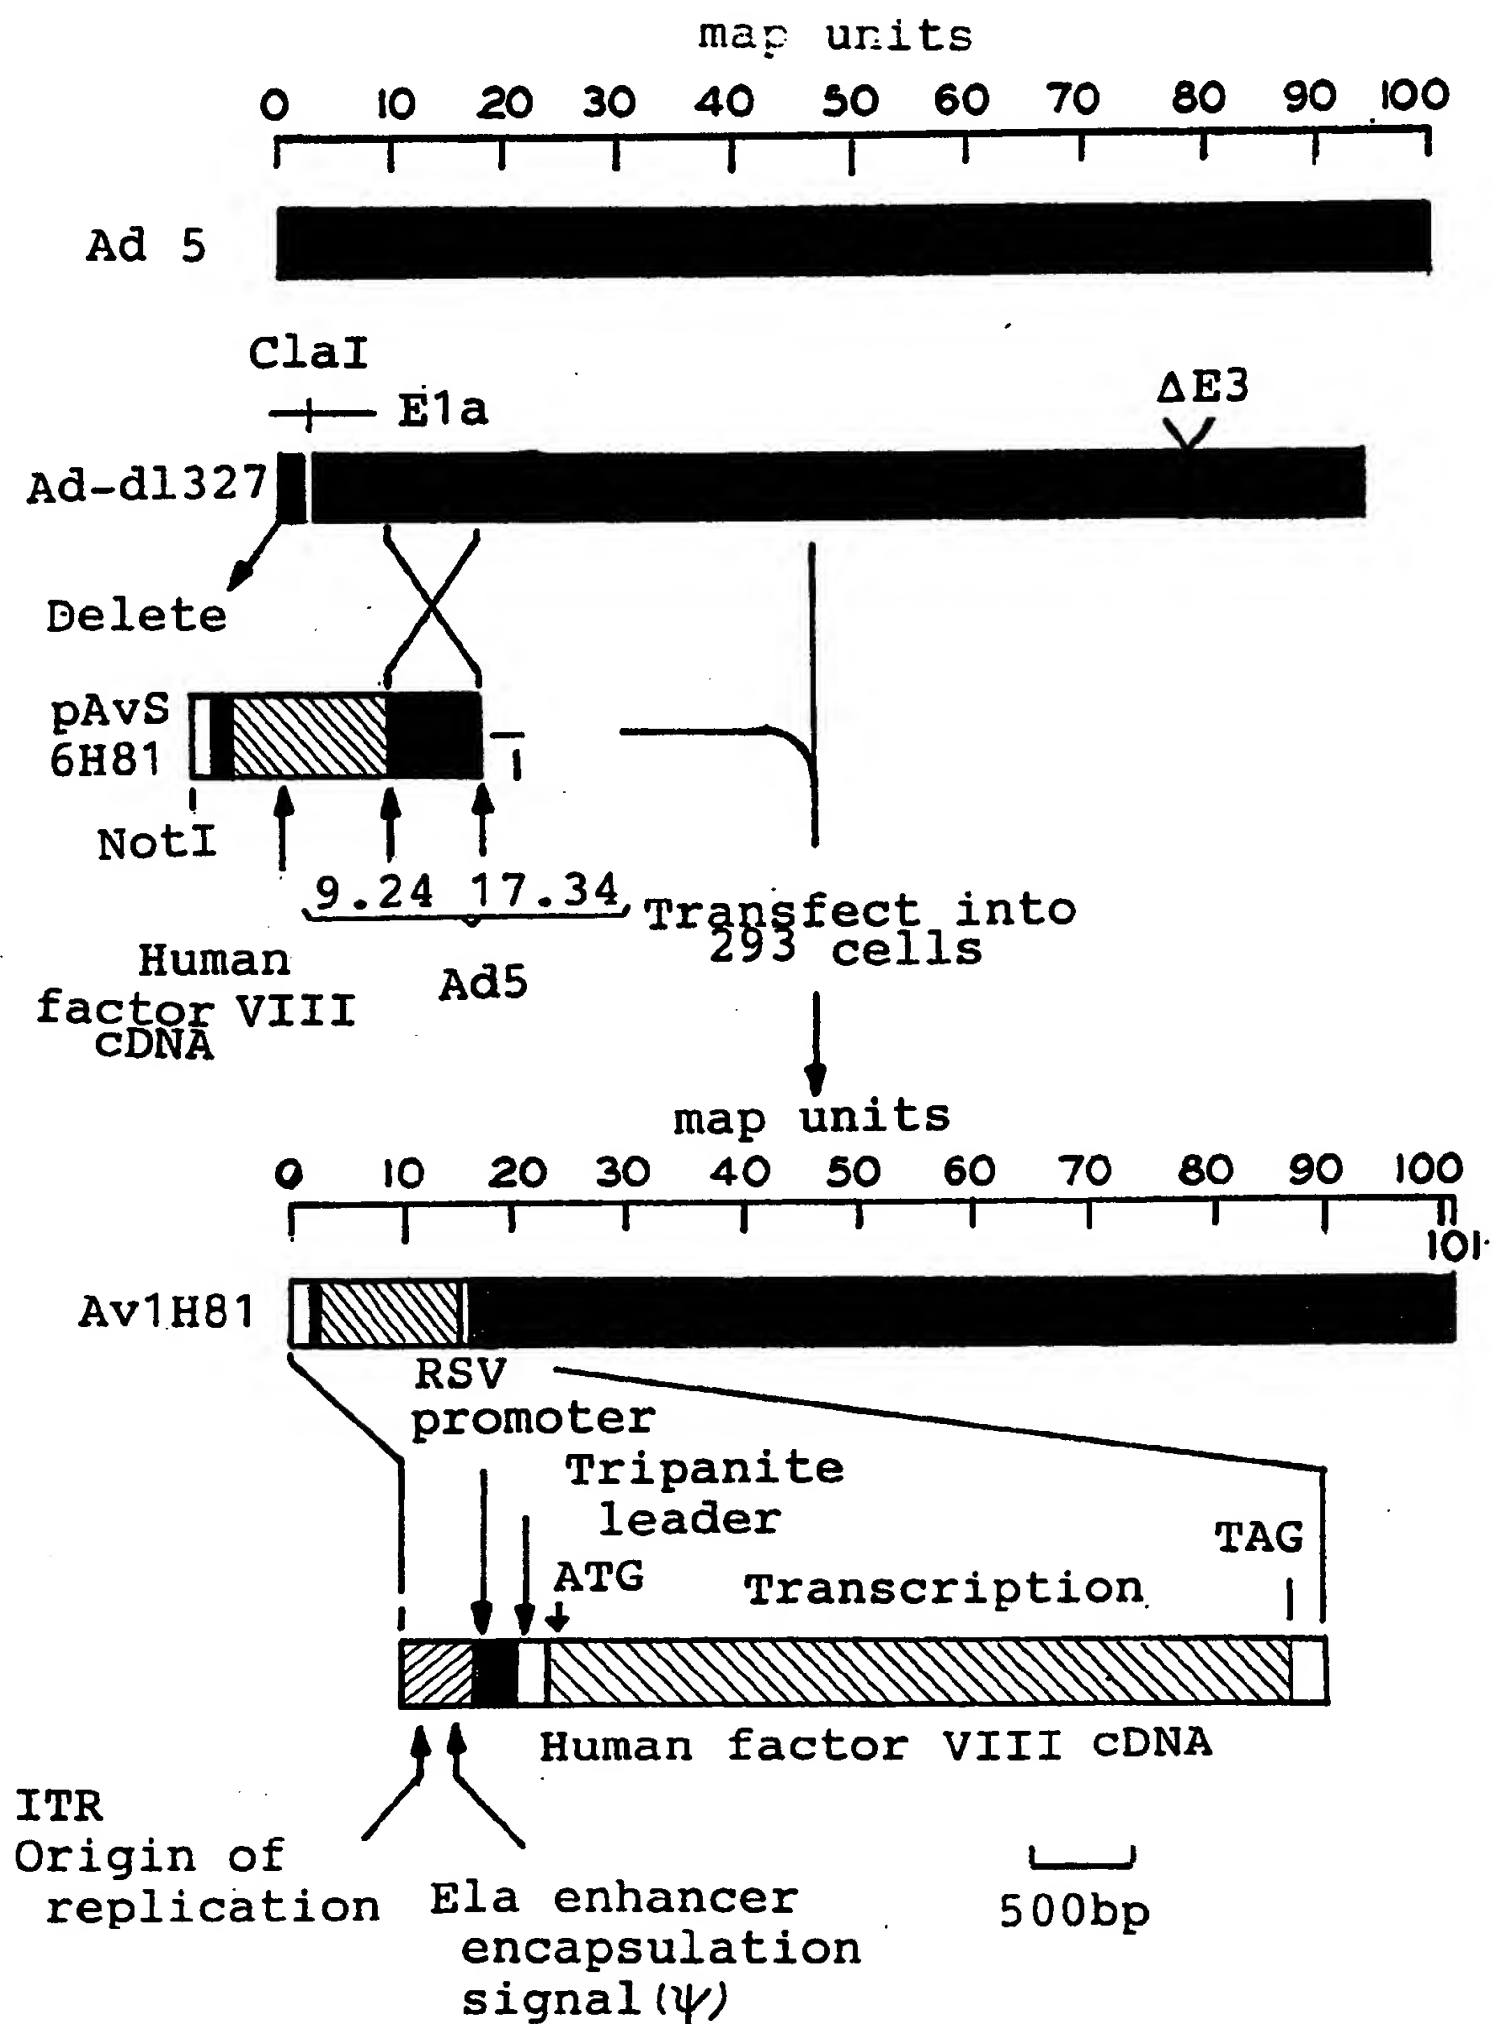 map units
0 10 20 30 40 50 60 70 80 90 100
Ad 5
ClaI
E1a
ΔE3
Ad-dl327
Delete
pAvS
6H81
NotI
9.24 17.34
Human
factor VIII
cDNA
Ad5
Transfect into
293 cells
map units
0 10 20 30 40 50 60 70 80 90 100
101
Av1H81
RSV
promoter
Tripanite
leader
ATG
Transcription
TAG
Human factor VIII cDNA
ITR
Origin of
replication
Ela enhancer
encapsulation
signal (ψ)
500bp